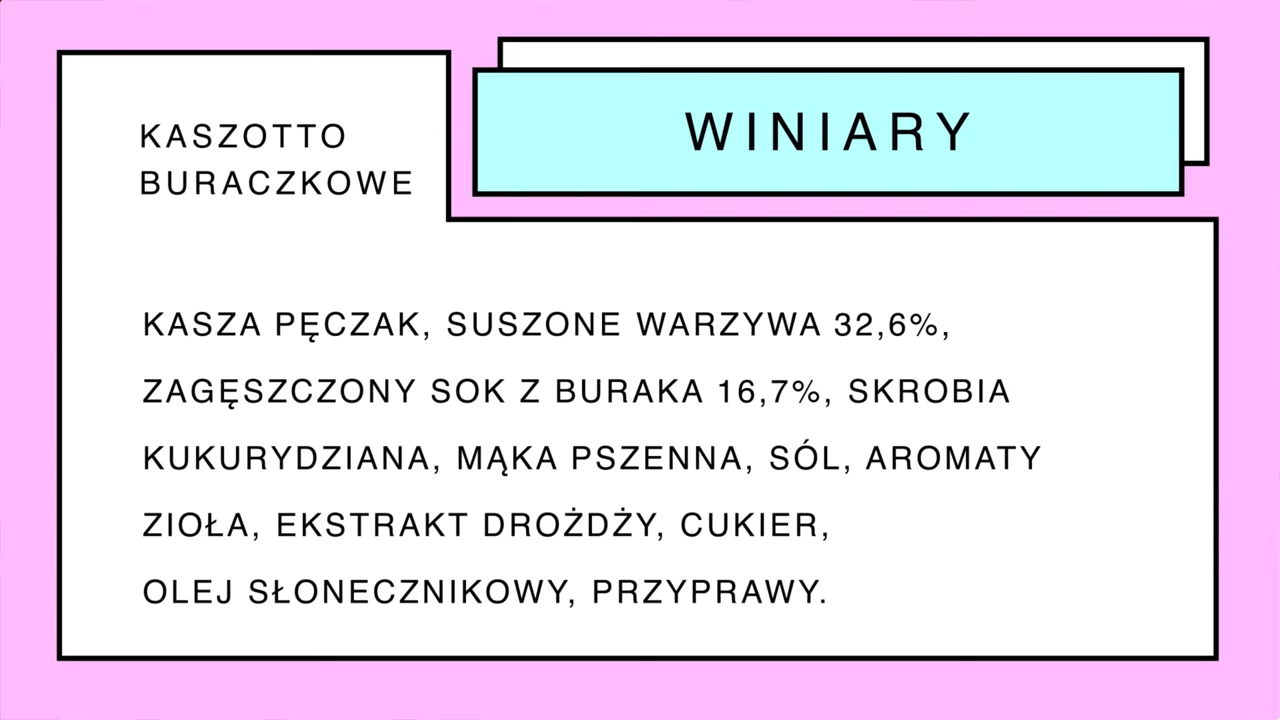 KASZOTTO
BURACZKOWE
WINIARY
KASZA PĘCZAK, SUSZONE WARZYWA 32,6%,
ZAGĘSZCZONY SOK Z BURAKA 16,7%, SKROBIA
KUKURYDZIANA, MĄKA PSZENNA, SÓL, AROMATY
ZIOŁA, EKSTRAKT DROŻDŻY, CUKIER,
OLEJ SŁONECZNIKOWY, PRZYPRAWY.